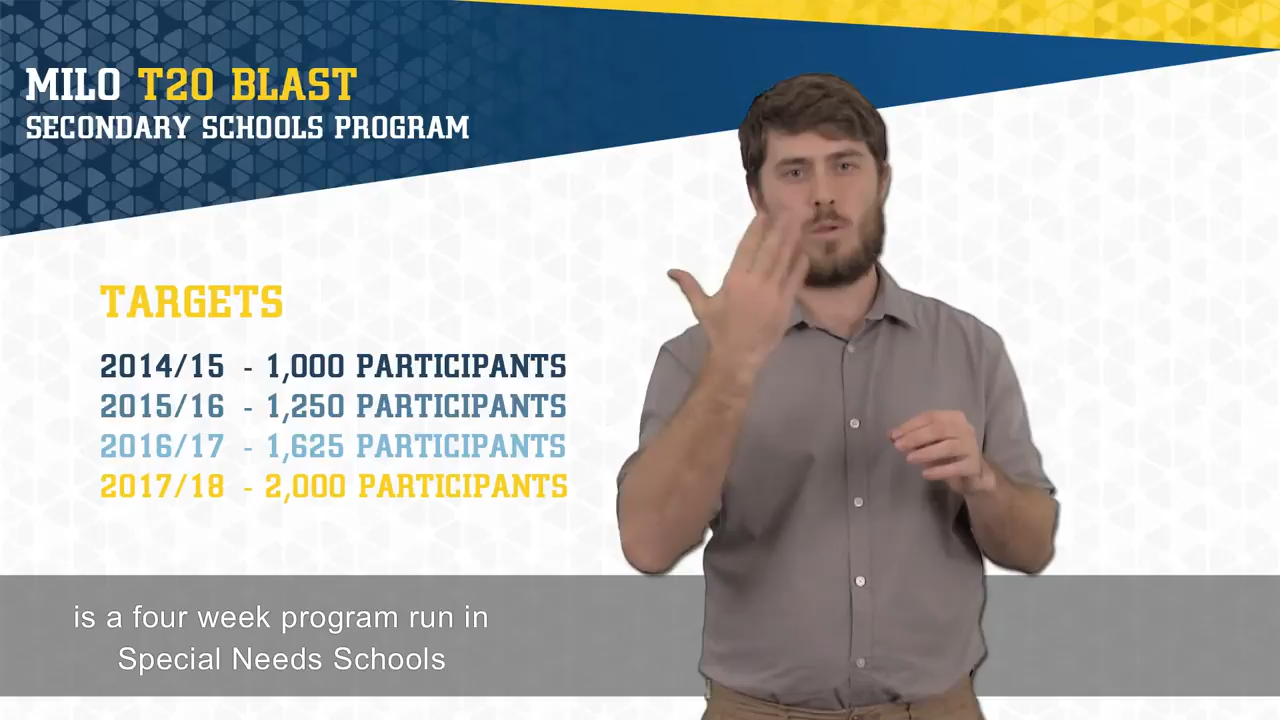 MILO T20 BLAST
SECONDARY SCHOOLS PROGRAM
TARGETS
2014/15 - 1,000 PARTICIPANTS
2015/16 - 1,250 PARTICIPANTS
2016/17 - 1,625 PARTICIPANTS
2017/18 - 2,000 PARTICIPANTS
is a four week program run in
Special Needs Schools